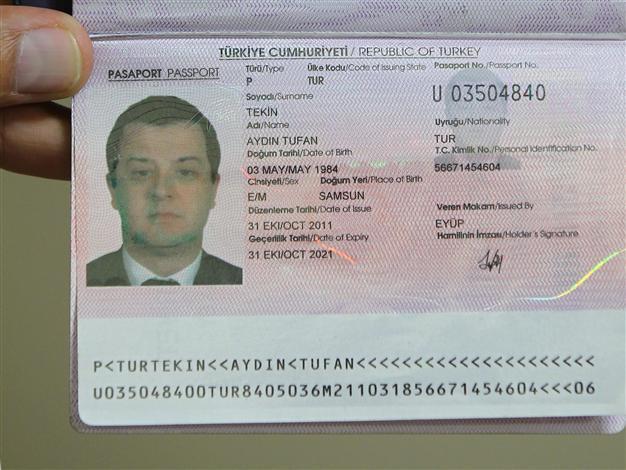 TÜRKİYE CUMHURİYETİ / REPUBLIC OF TURKEY
PASAPORT PASSPORT
Türü/Type Ülke Kodu/Code of Issuing State Pasaport No./Passport No.
P TUR U 03504840
Soyadı/Surname
TEKİN
Adı/Name Uyruğu/Nationality
AYDIN TUFAN TUR
Doğum Tarihi/Date of Birth T.C. Kimlik No./Personal Identification No.
03 MAY/MAY 1984 56671454604
Cinsiyeti/Sex Doğum Yeri/Place of Birth
E/M SAMSUN
Düzenleme Tarihi/Date of Issue Veren Makam/Issued By
31 EKI/OCT 2011 EYÜP
Geçerlilik Tarihi/Date of Expiry Hamilinin İmzası/Holder's Signature
31 EKI/OCT 2021
P<TURTEKIN<<AYDIN<TUFAN<<<<<<<<<<<<<<<<<<<<<
U035048400TUR8405036M211031856671454604<<<06